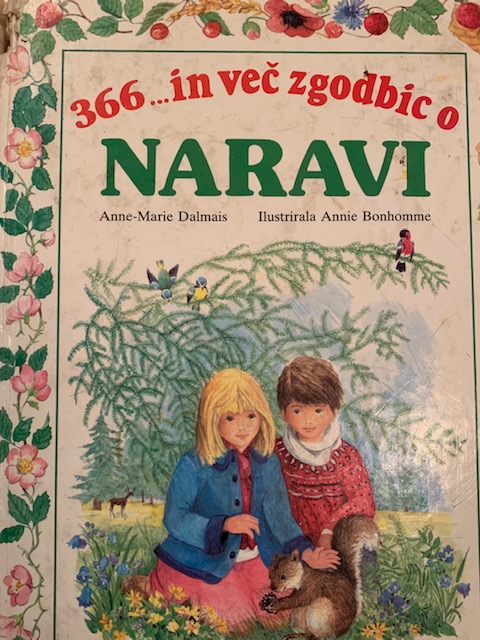 366...in več zgodbic o
NARAVI
Anne-Marie Dalmais Ilustrirala Annie Bonhomme